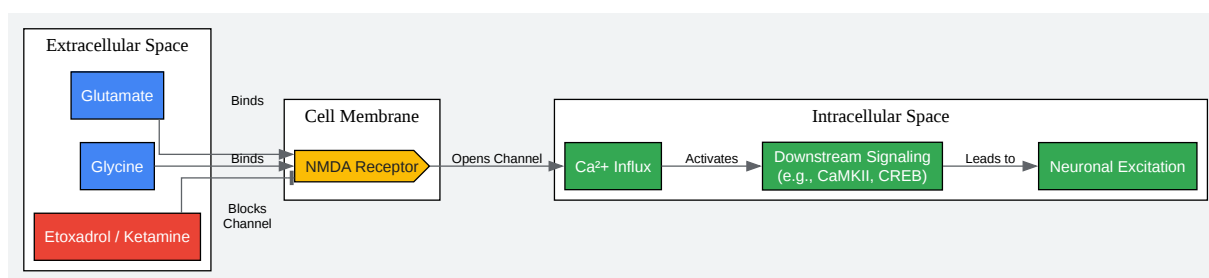 Extracellular Space
Glutamate
Binds
Cell Membrane
Intracellular Space
Glycine
Binds
NMDA Receptor
Opens Channel
Ca²+ Influx
Activates
Downstream Signaling
(e.g., CaMKII, CREB)
Leads to
Neuronal Excitation
Blocks
Channel
Etoxadrol / Ketamine